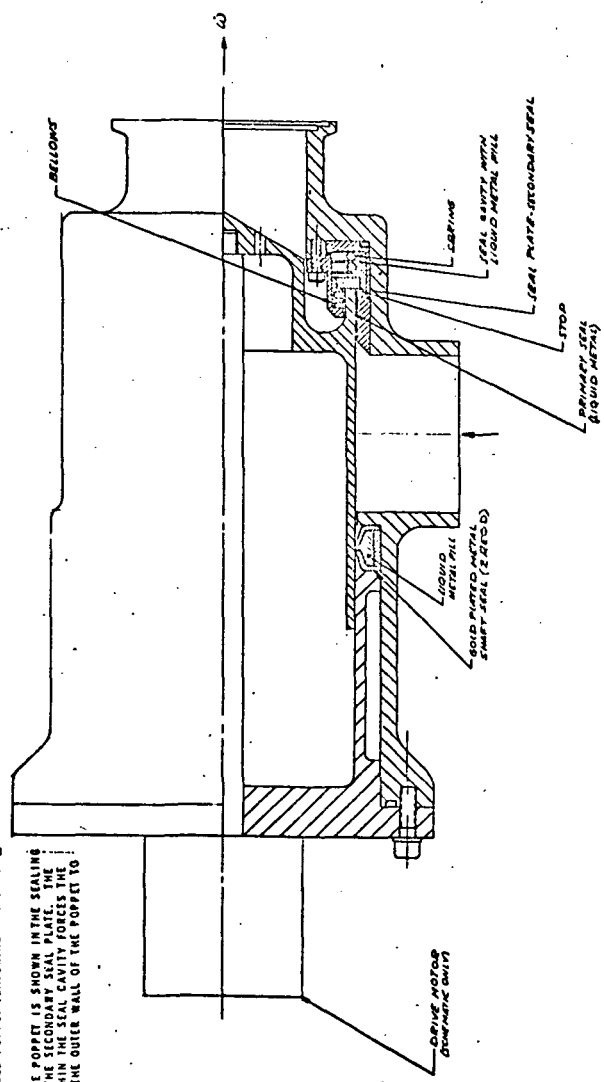 E POPPET IS SHOWN IN THE SEALING
HE SECONDARY SEAL PLATE. THE
HIN THE SEAL CAVITY FORCES THE
THE OUTER WALL OF THE POPPET TO
BELLOWS
ω
SPRING
SEAL CAVITY WITH
LIQUID METAL FILL
SEAL PLATE-SECONDARY SEAL
STOP
PRIMARY SEAL
(LIQUID METAL)
LIQUID
METAL FILL
GOLD PLATED METAL
SHAFT SEAL (2 REQD)
DRIVE MOTOR
(SCHEMATIC ONLY)